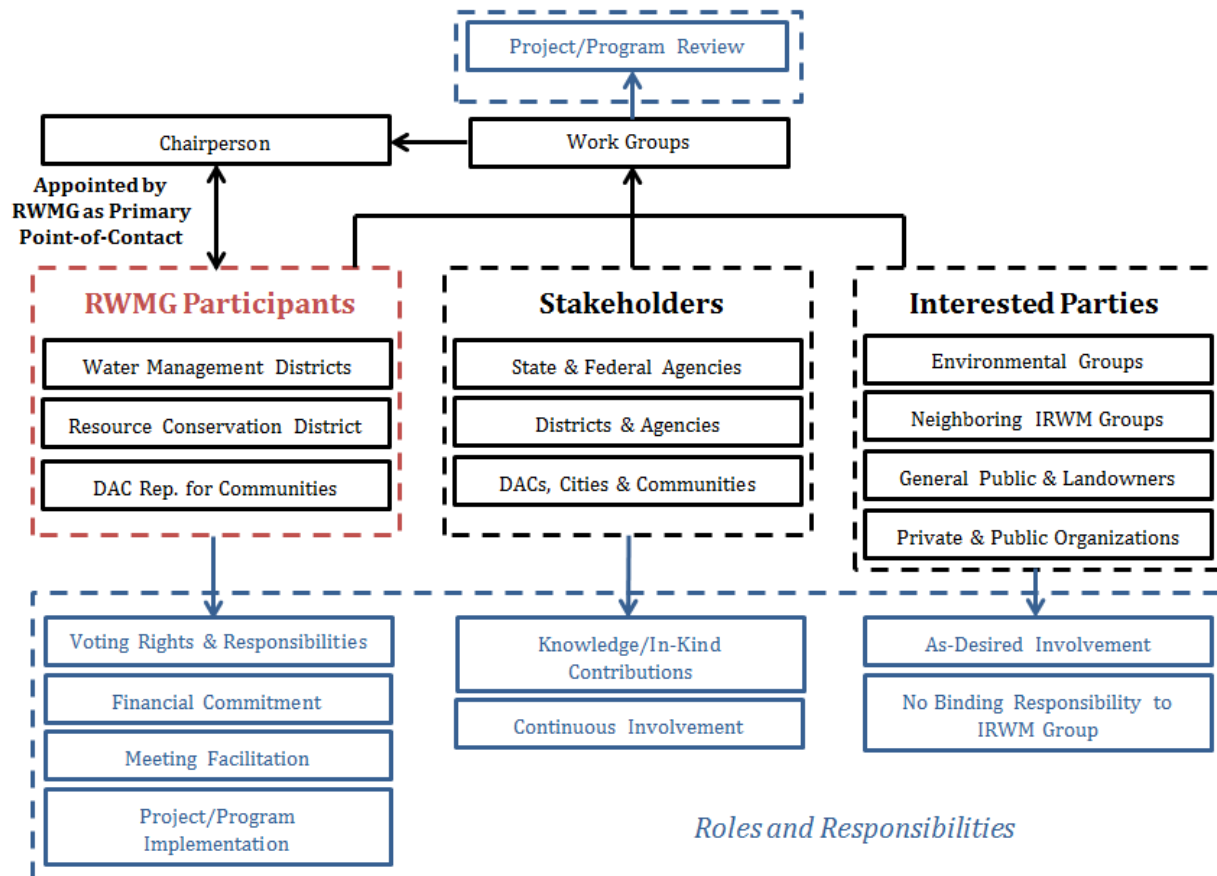 Project/Program Review
Chairperson
Work Groups
Appointed by
RWMG as Primary
Point-of-Contact
RWMG Participants
Water Management Districts
Resource Conservation District
DAC Rep. for Communities
Stakeholders
State & Federal Agencies
Districts & Agencies
DACs, Cities & Communities
Interested Parties
Environmental Groups
Neighboring IRWM Groups
General Public & Landowners
Private & Public Organizations
Voting Rights & Responsibilities
Financial Commitment
Meeting Facilitation
Project/Program
Implementation
Knowledge/In-Kind
Contributions
Continuous Involvement
As-Desired Involvement
No Binding Responsibility to
IRWM Group
Roles and Responsibilities